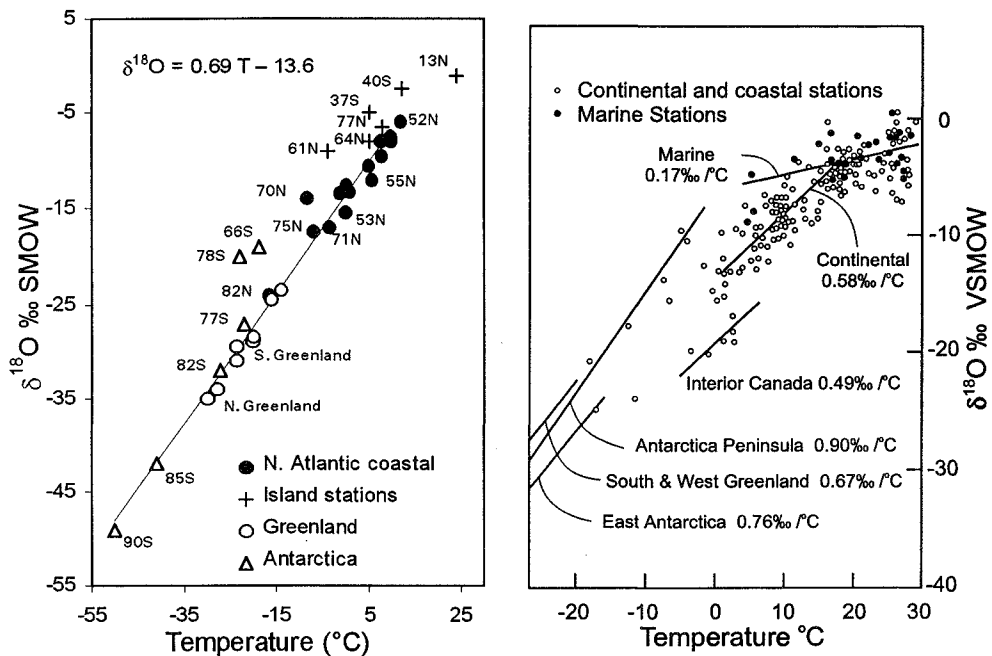 5
-5
-15
-25
-35
-45
-55
δ¹⁸O ‰ SMOW
δ¹⁸O = 0.69 T – 13.6
13N
40S
37S
77N
52N
64N
61N
55N
70N
53N
75N
71N
66S
78S
82N
77S
S. Greenland
82S
N. Greenland
85S
90S
N. Atlantic coastal
Island stations
Greenland
Antarctica
-55
-35
-15
5
25
Temperature (°C)
Continental and coastal stations
Marine Stations
Marine
0.17‰ /°C
Continental
0.58‰ /°C
Interior Canada 0.49‰ /°C
Antarctica Peninsula 0.90‰ /°C
South & West Greenland 0.67‰ /°C
East Antarctica 0.76‰ /°C
0
-10
-20
-30
-40
δ¹⁸O ‰ VSMOW
-20
-10
0
10
20
30
Temperature °C